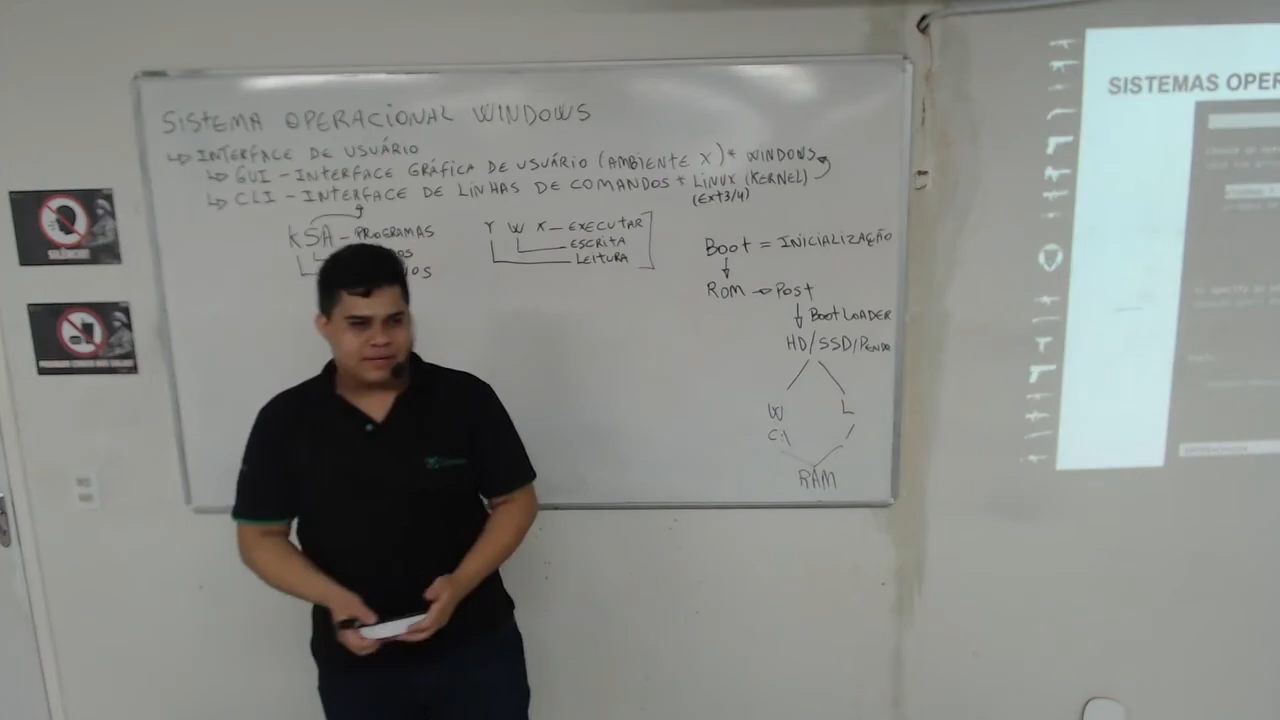 SISTEMA OPERACIONAL WINDOWS
INTERFACE DE USUÁRIO
GUI - INTERFACE GRÁFICA DE USUÁRIO (AMBIENTE X) * WINDOWS
CLI - INTERFACE DE LINHAS DE COMANDOS * LINUX (KERNEL)
(Ext3/4)
KSA - PROGRAMAS
Y W X - EXECUTAR
ESCRITA
LEITURA
Boot = INICIALIZAÇÃO
ROM → Post
BOOTLOADER
HD/SSD/PENDR
W L
C:\ /
RAM
SISTEMAS OPER